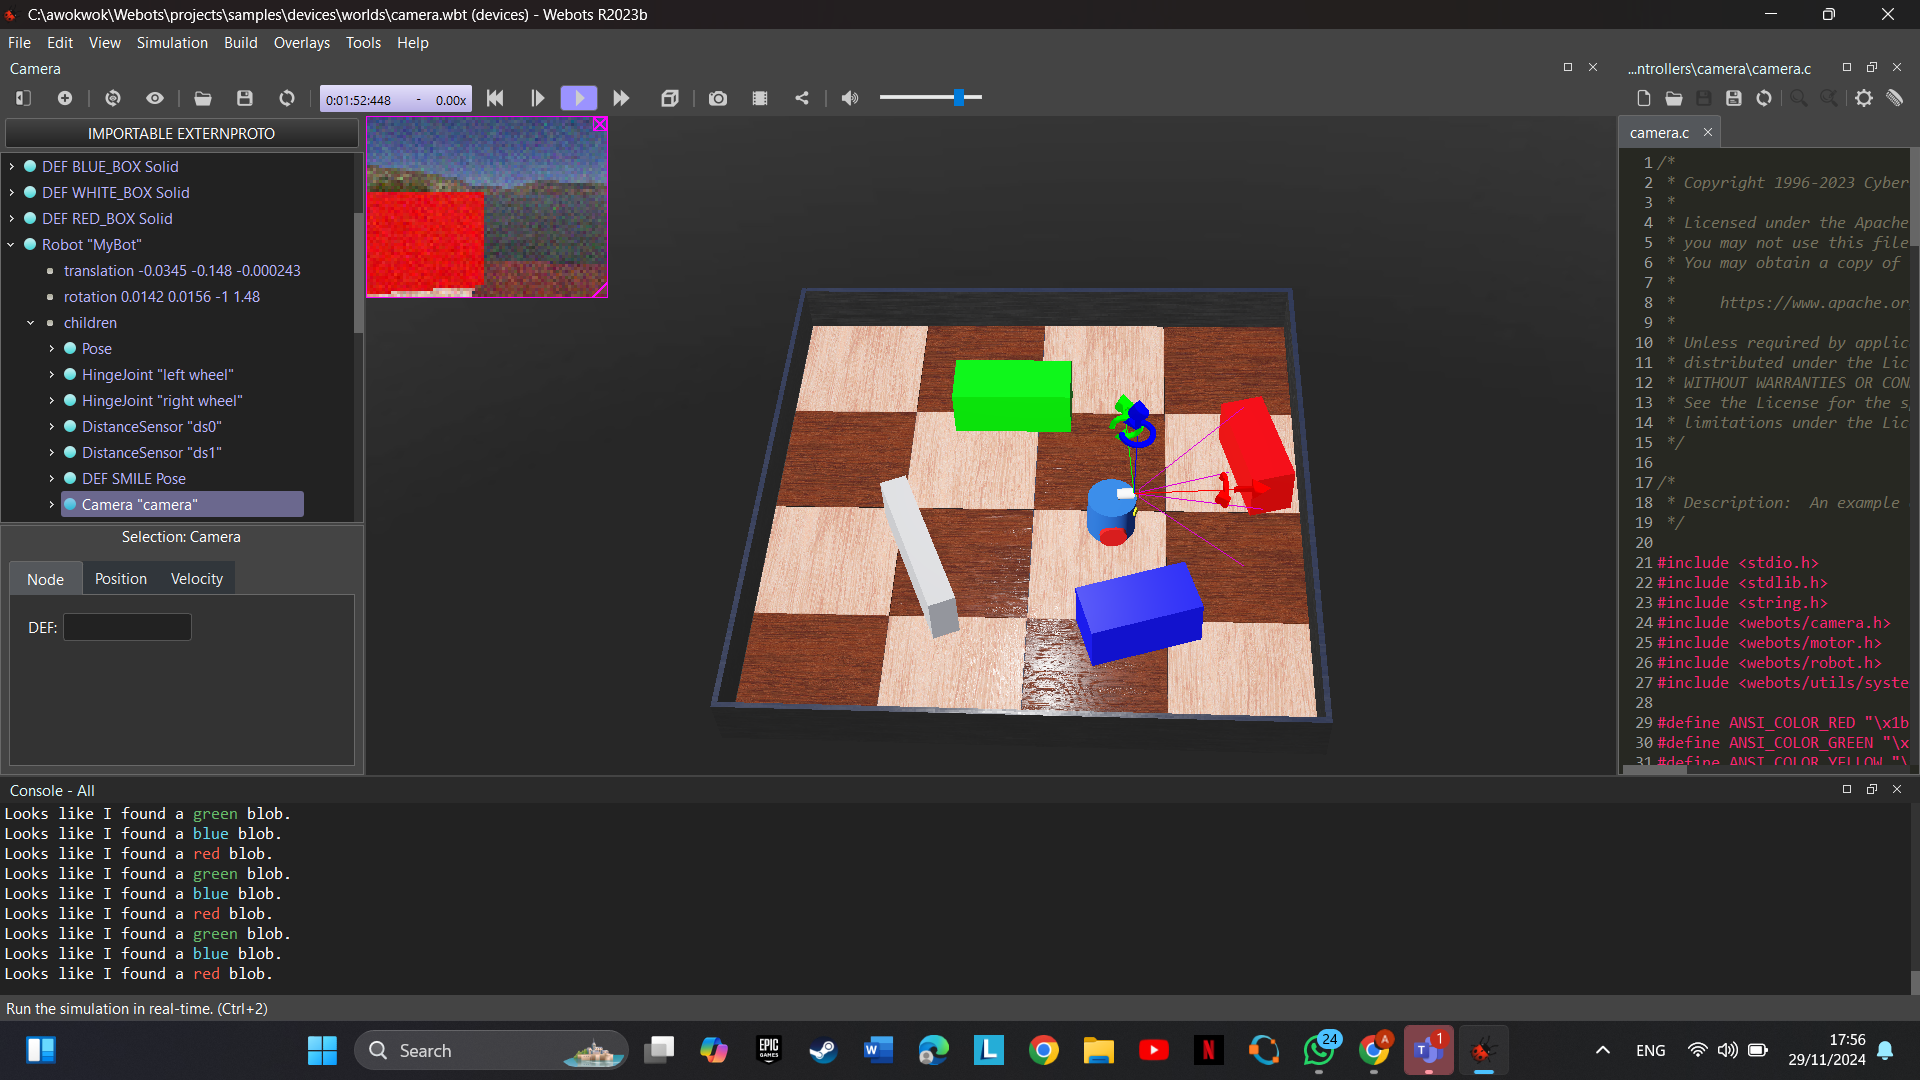 C:\awokwok\Webots\projects\samples\devices\worlds\camera.wbt (devices) - Webots R2023b
File Edit View Simulation Build Overlays Tools Help
Camera
...ntrollers\camera\camera.c
0:01:52:448 - 0.00x
IMPORTABLE EXTERNPROTO
DEF BLUE_BOX Solid
DEF WHITE_BOX Solid
DEF RED_BOX Solid
Robot "MyBot"
translation -0.0345 -0.148 -0.000243
rotation 0.0142 0.0156 -1 1.48
children
Pose
HingeJoint "left wheel"
HingeJoint "right wheel"
DistanceSensor "ds0"
DistanceSensor "ds1"
DEF SMILE Pose
Camera "camera"
Selection: Camera
Node Position Velocity
DEF:
camera.c
1 /*
2 * Copyright 1996-2023 Cyber
3 *
4 * Licensed under the Apache
5 * you may not use this file
6 * You may obtain a copy of
7 *
8 * https://www.apache.or
9 *
10 * Unless required by applic
11 * distributed under the Lic
12 * WITHOUT WARRANTIES OR CON
13 * See the License for the s
14 * limitations under the Lic
15 */
16
17 /*
18 * Description: An example
19 */
20
21 #include <stdio.h>
22 #include <stdlib.h>
23 #include <string.h>
24 #include <webots/camera.h>
25 #include <webots/motor.h>
26 #include <webots/robot.h>
27 #include <webots/utils/syste
28
29 #define ANSI_COLOR_RED "\x1b
30 #define ANSI_COLOR_GREEN "\x
31 #define ANSI_COLOR_YELLOW "\
Console - All
Looks like I found a green blob.
Looks like I found a blue blob.
Looks like I found a red blob.
Looks like I found a green blob.
Looks like I found a blue blob.
Looks like I found a red blob.
Looks like I found a green blob.
Looks like I found a blue blob.
Looks like I found a red blob.
Run the simulation in real-time. (Ctrl+2)
Search
EPIC GAMES
24
A
1
ENG
17:56
29/11/2024